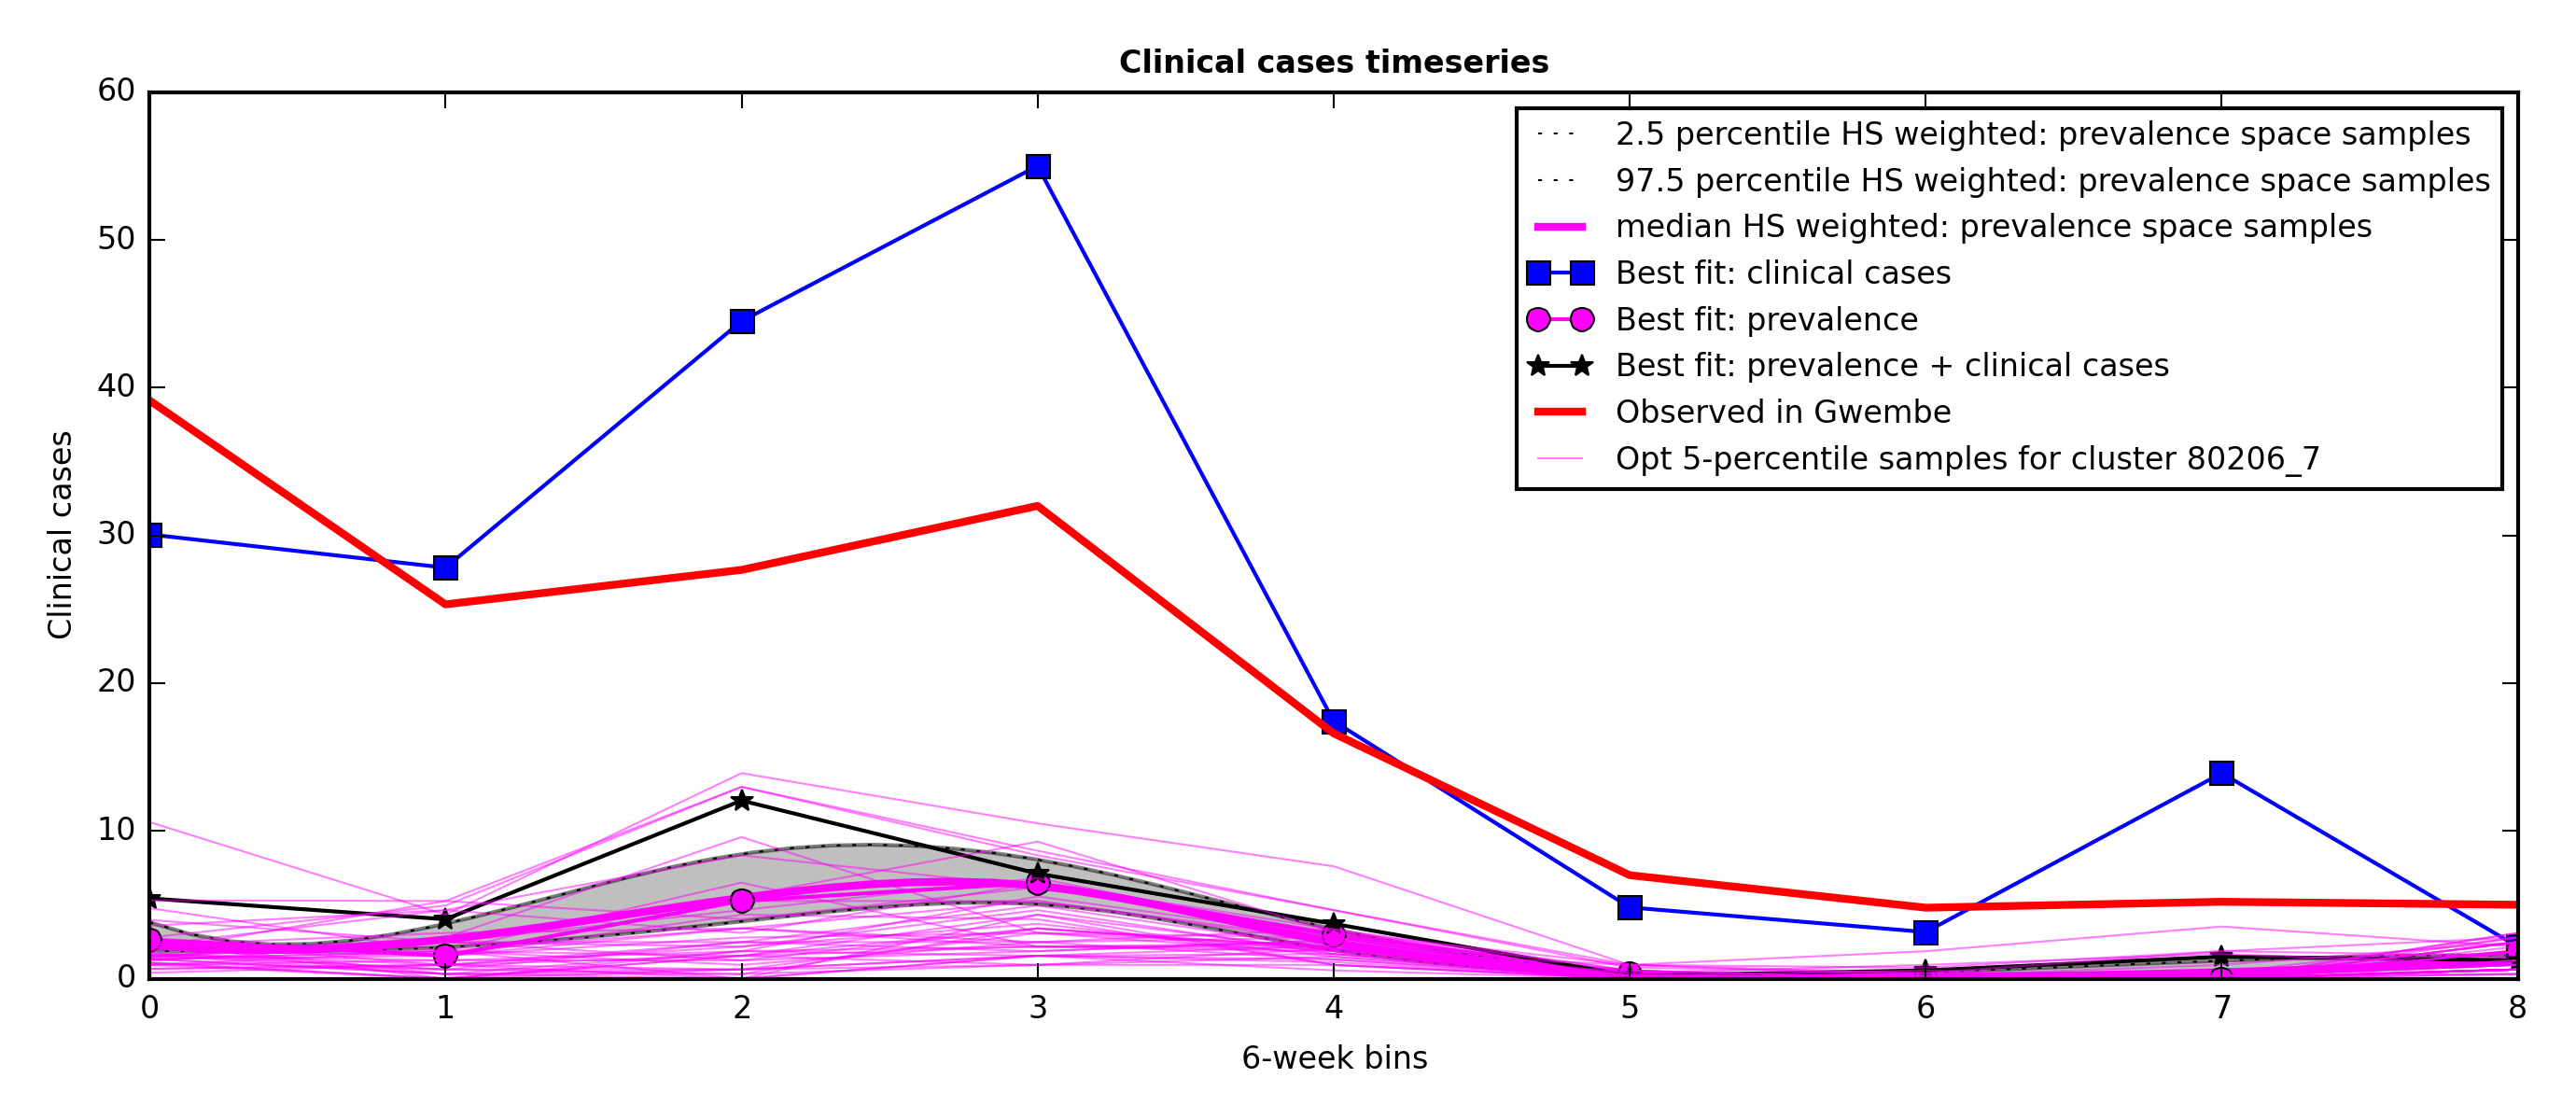 Clinical cases timeseries
60
50
40
30
20
10
0
Clinical cases
2.5 percentile HS weighted: prevalence space samples
97.5 percentile HS weighted: prevalence space samples
median HS weighted: prevalence space samples
Best fit: clinical cases
Best fit: prevalence
Best fit: prevalence + clinical cases
Observed in Gwembe
Opt 5-percentile samples for cluster 80206_7
0 1 2 3 4 5 6 7 8
6-week bins